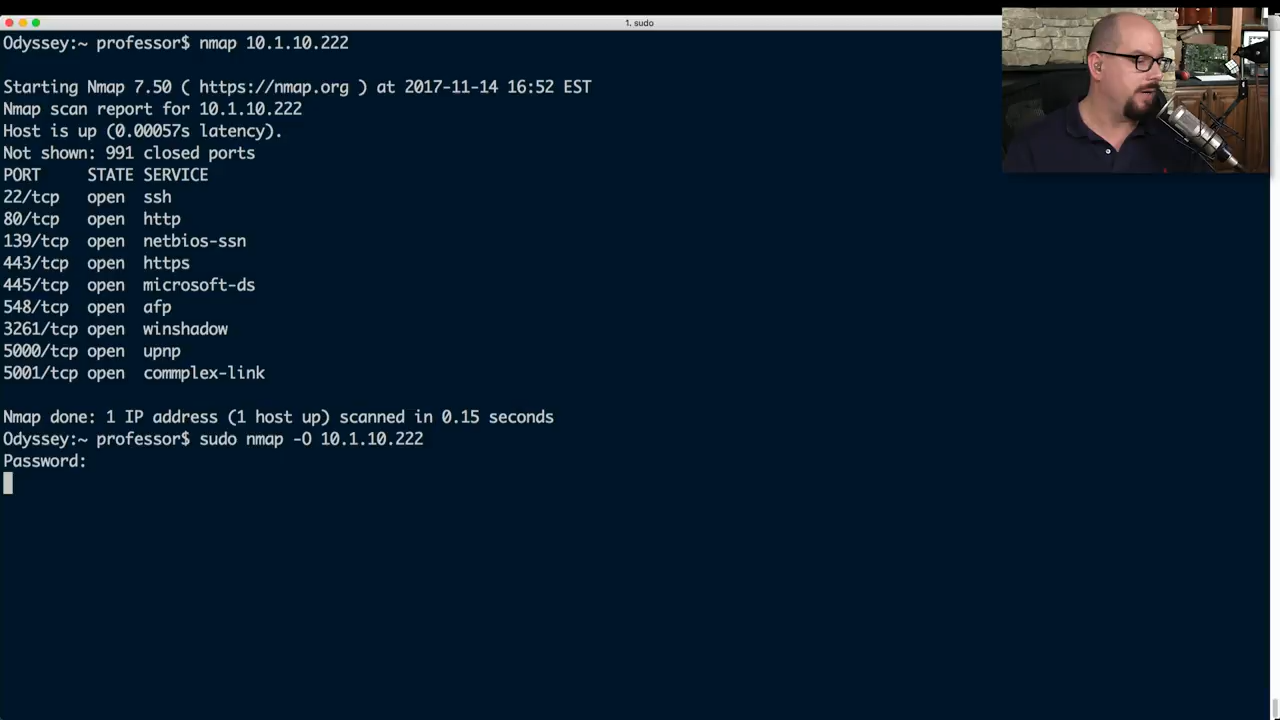 1. sudo
Odyssey:~ professor$ nmap 10.1.10.222
Starting Nmap 7.50 ( https://nmap.org ) at 2017-11-14 16:52 EST
Nmap scan report for 10.1.10.222
Host is up (0.00057s latency).
Not shown: 991 closed ports
PORT     STATE SERVICE
22/tcp   open  ssh
80/tcp   open  http
139/tcp  open  netbios-ssn
443/tcp  open  https
445/tcp  open  microsoft-ds
548/tcp  open  afp
3261/tcp open  winshadow
5000/tcp open  upnp
5001/tcp open  commplex-link
Nmap done: 1 IP address (1 host up) scanned in 0.15 seconds
Odyssey:~ professor$ sudo nmap -O 10.1.10.222
Password: